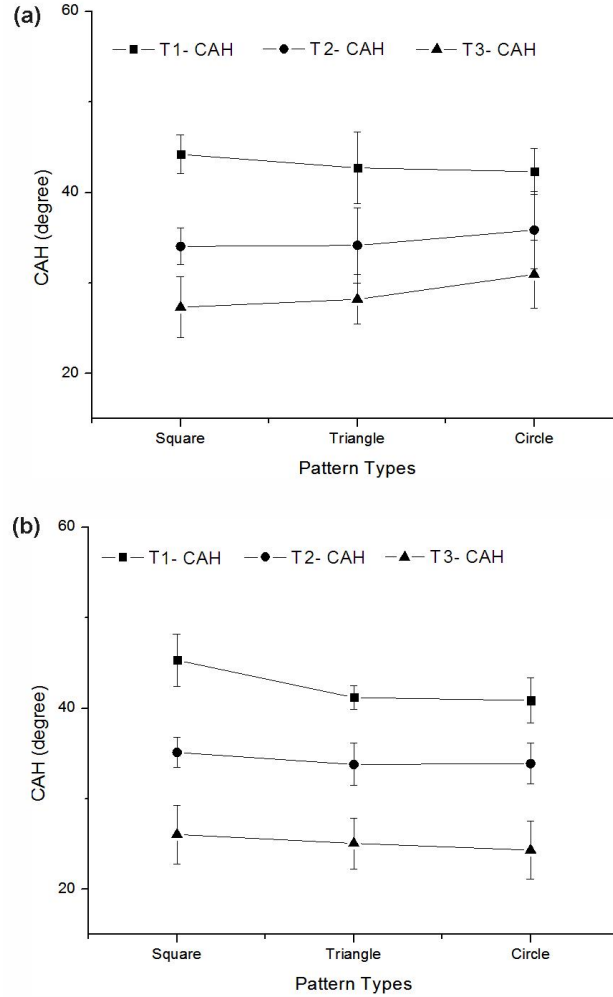 (a)
60
T1- CAH T2- CAH T3- CAH
40
CAH (degree)
20
Square Triangle Circle
Pattern Types
(b)
60
T1- CAH T2- CAH T3- CAH
40
CAH (degree)
20
Square Triangle Circle
Pattern Types